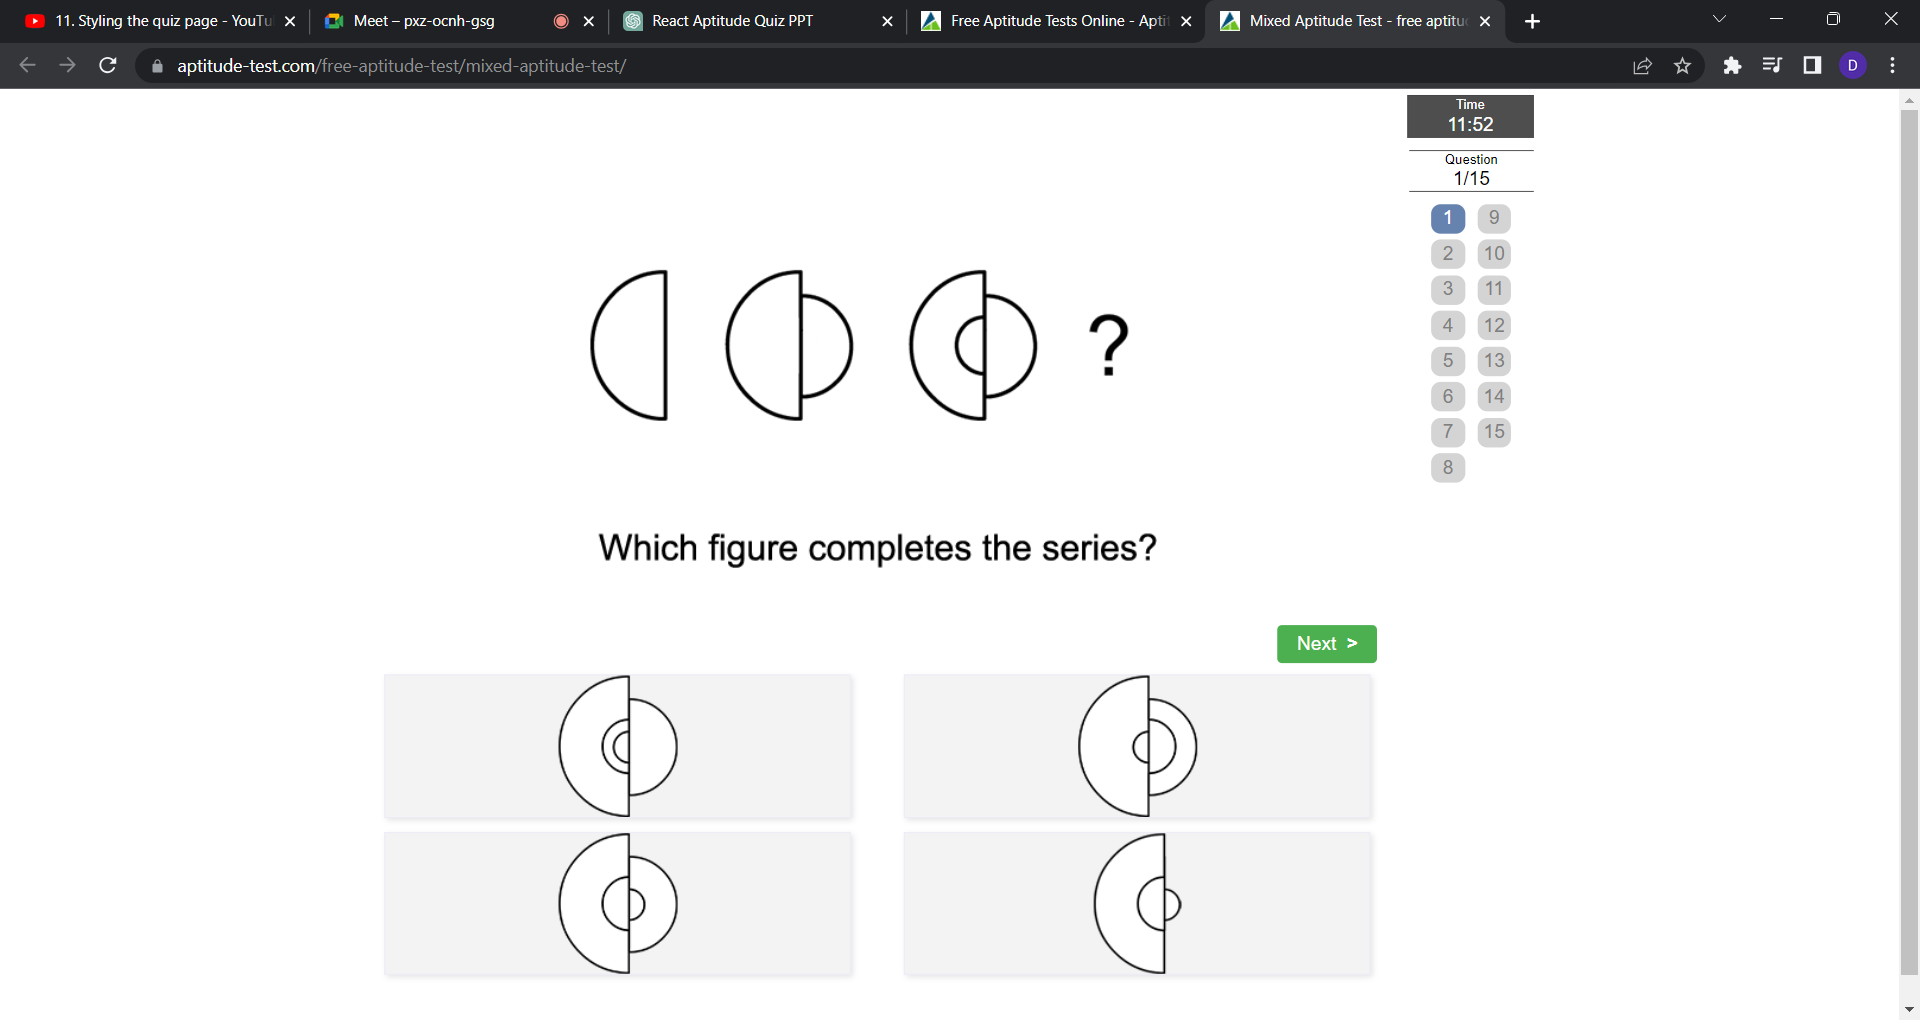 11. Styling the quiz page - YouTu
Meet – pxz-ocnh-gsg
React Aptitude Quiz PPT
Free Aptitude Tests Online - Apti
Mixed Aptitude Test - free aptitu
aptitude-test.com/free-aptitude-test/mixed-aptitude-test/
D
Time
11:52
Question
1/15
1 9
2 10
3 11
4 12
5 13
6 14
7 15
8
?
Which figure completes the series?
Next >